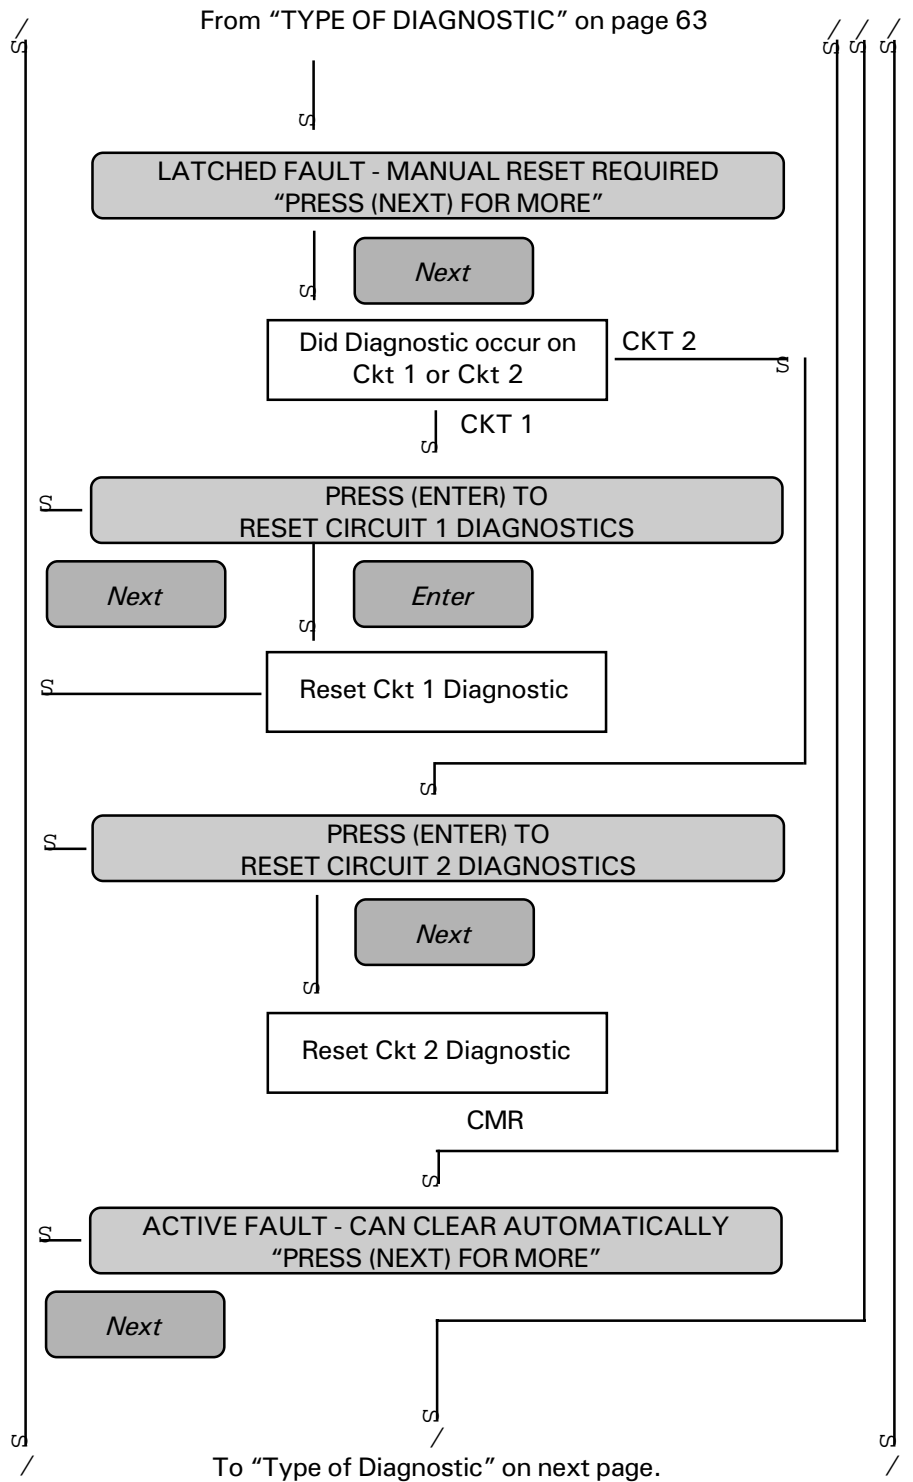 From “TYPE OF DIAGNOSTIC” on page 63
LATCHED FAULT - MANUAL RESET REQUIRED
“PRESS (NEXT) FOR MORE”
Next
Did Diagnostic occur on
Ckt 1 or Ckt 2
CKT 2
CKT 1
PRESS (ENTER) TO
RESET CIRCUIT 1 DIAGNOSTICS
Next
Enter
Reset Ckt 1 Diagnostic
PRESS (ENTER) TO
RESET CIRCUIT 2 DIAGNOSTICS
Next
Reset Ckt 2 Diagnostic
CMR
ACTIVE FAULT - CAN CLEAR AUTOMATICALLY
“PRESS (NEXT) FOR MORE”
Next
To “Type of Diagnostic” on next page.